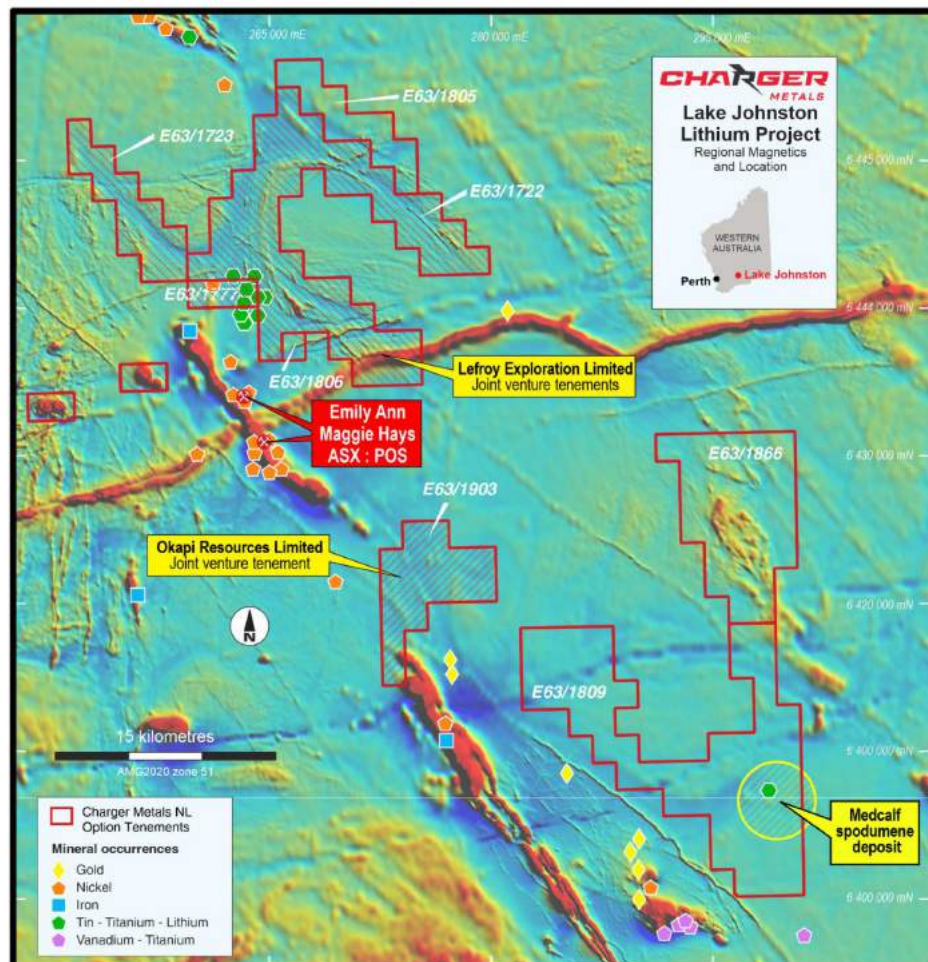 265 000 mE
280 000 mE
295 000 mE
CHARGER
METALS
Lake Johnston
Lithium Project
Regional Magnetics
and Location
WESTERN
AUSTRALIA
Perth
Lake Johnston
E63/1805
E63/1723
E63/1722
6 445 000 mN
E63/1777
6 444 000 mN
E63/1806
Lefroy Exploration Limited
Joint venture tenements
Emily Ann
Maggie Hays
ASX : POS
E63/1866
6 430 000 mN
E63/1903
Okapi Resources Limited
Joint venture tenement
6 420 000 mN
N
E63/1809
15 kilometres
AMG2020 zone 51
6 400 000 mN
Medcalf
spodumene
deposit
6 400 000 mN
Charger Metals NL
Option Tenements
Mineral occurrences
Gold
Nickel
Iron
Tin - Titanium - Lithium
Vanadium - Titanium